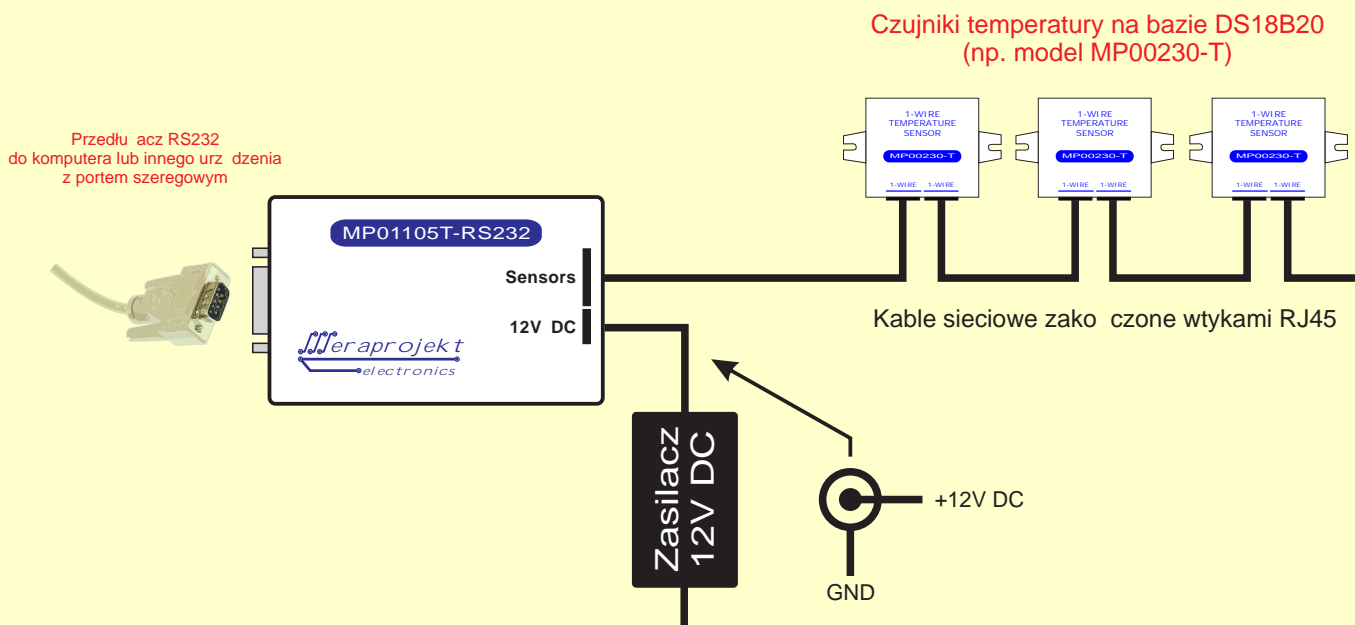 Czujniki temperatury na bazie DS18B20
(np. model MP00230-T)
1-WIRE
TEMPERATURE
SENSOR
MP00230-T
1-WIRE 1-WIRE
1-WIRE
TEMPERATURE
SENSOR
MP00230-T
1-WIRE 1-WIRE
1-WIRE
TEMPERATURE
SENSOR
MP00230-T
1-WIRE 1-WIRE
Przedłu acz RS232
do komputera lub innego urz dzenia
z portem szeregowym
MP01105T-RS232
Sensors
12V DC
Meraprojekt
electronics
Kable sieciowe zako czone wtykami RJ45
Zasilacz
12V DC
+12V DC
GND